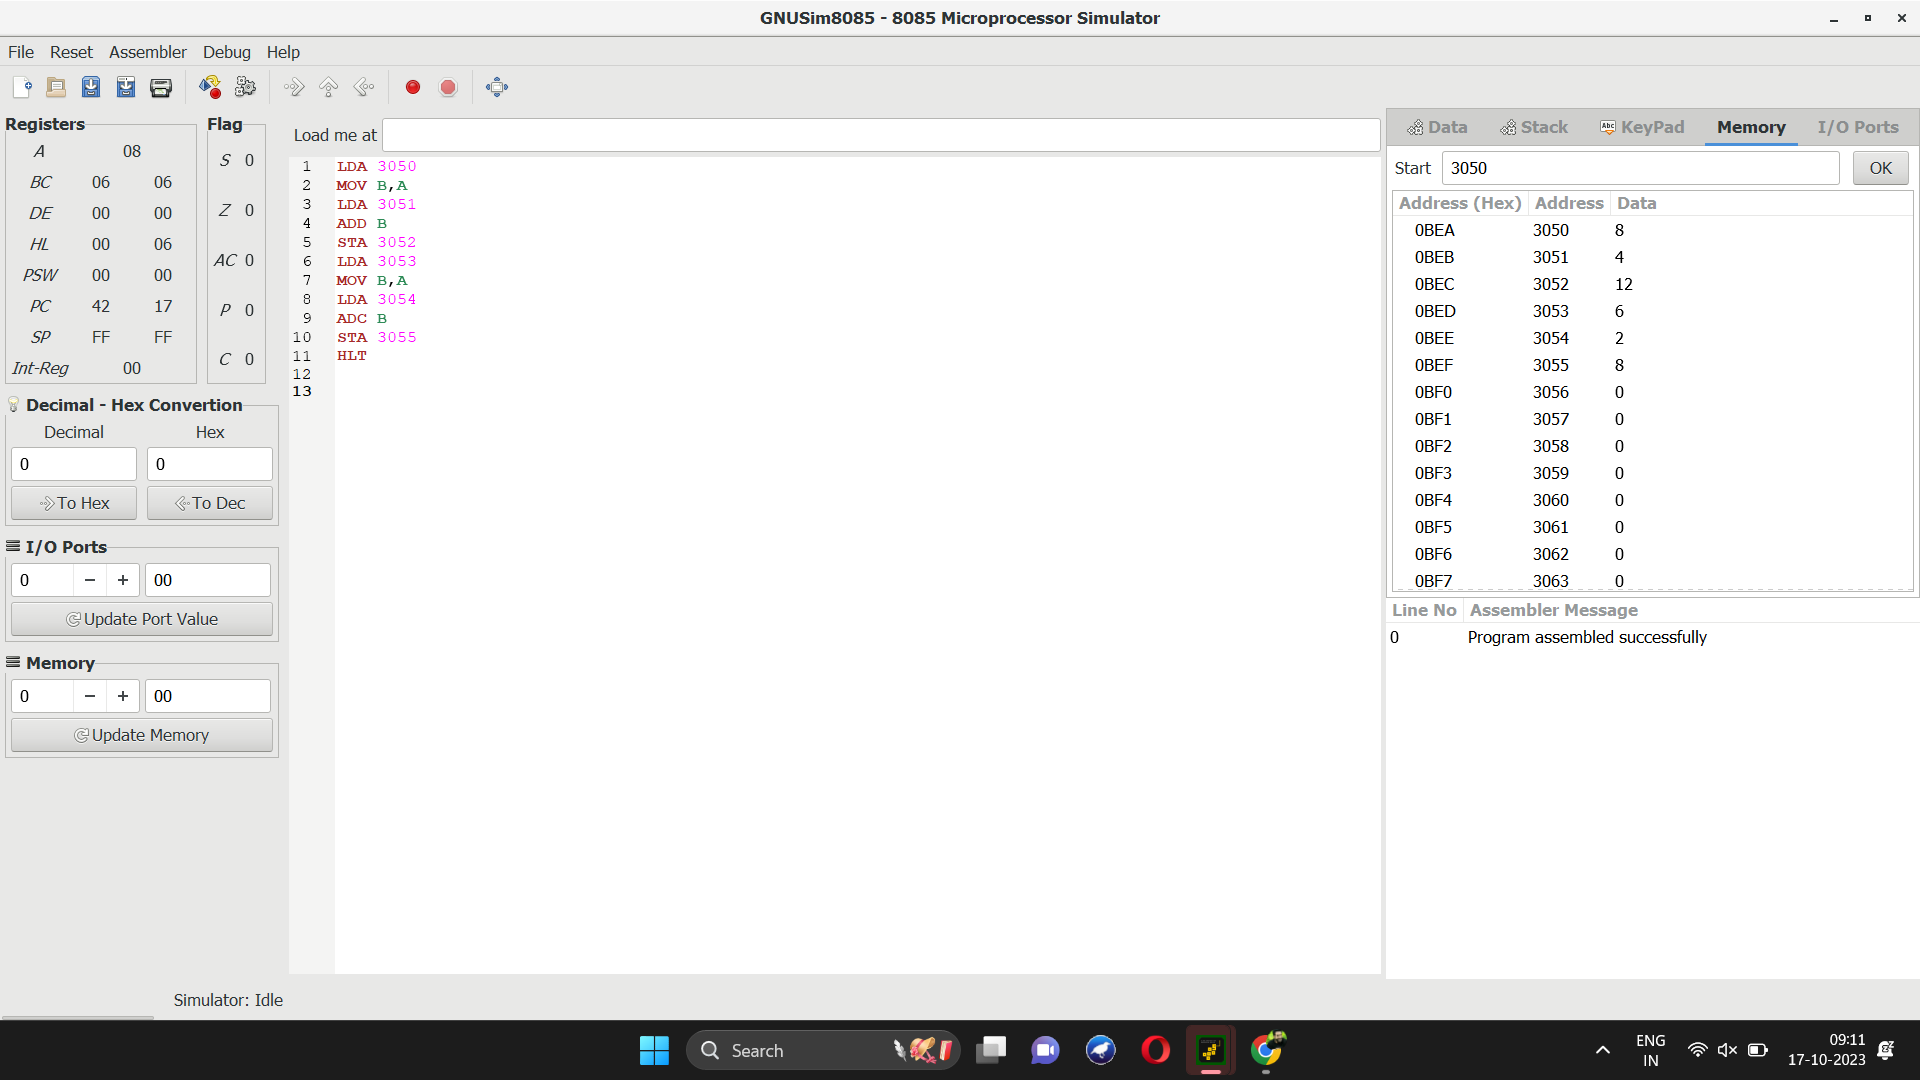 GNUSim8085 - 8085 Microprocessor Simulator
File Reset Assembler Debug Help
Registers
A 08
BC 06 06
DE 00 00
HL 00 06
PSW 00 00
PC 42 17
SP FF FF
Int-Reg 00
Flag
S 0
Z 0
AC 0
P 0
C 0
Decimal - Hex Convertion
Decimal Hex
0 0
To Hex To Dec
I/O Ports
0 − + 00
Update Port Value
Memory
0 − + 00
Update Memory
Load me at
1 LDA 3050
2 MOV B,A
3 LDA 3051
4 ADD B
5 STA 3052
6 LDA 3053
7 MOV B,A
8 LDA 3054
9 ADC B
10 STA 3055
11 HLT
12
13
Data Stack Abc KeyPad Memory I/O Ports
Start 3050 OK
Address (Hex) Address Data
0BEA 3050 8
0BEB 3051 4
0BEC 3052 12
0BED 3053 6
0BEE 3054 2
0BEF 3055 8
0BF0 3056 0
0BF1 3057 0
0BF2 3058 0
0BF3 3059 0
0BF4 3060 0
0BF5 3061 0
0BF6 3062 0
0BF7 3063 0
Line No Assembler Message
0 Program assembled successfully
Simulator: Idle
Search
ENG
IN
09:11
17-10-2023